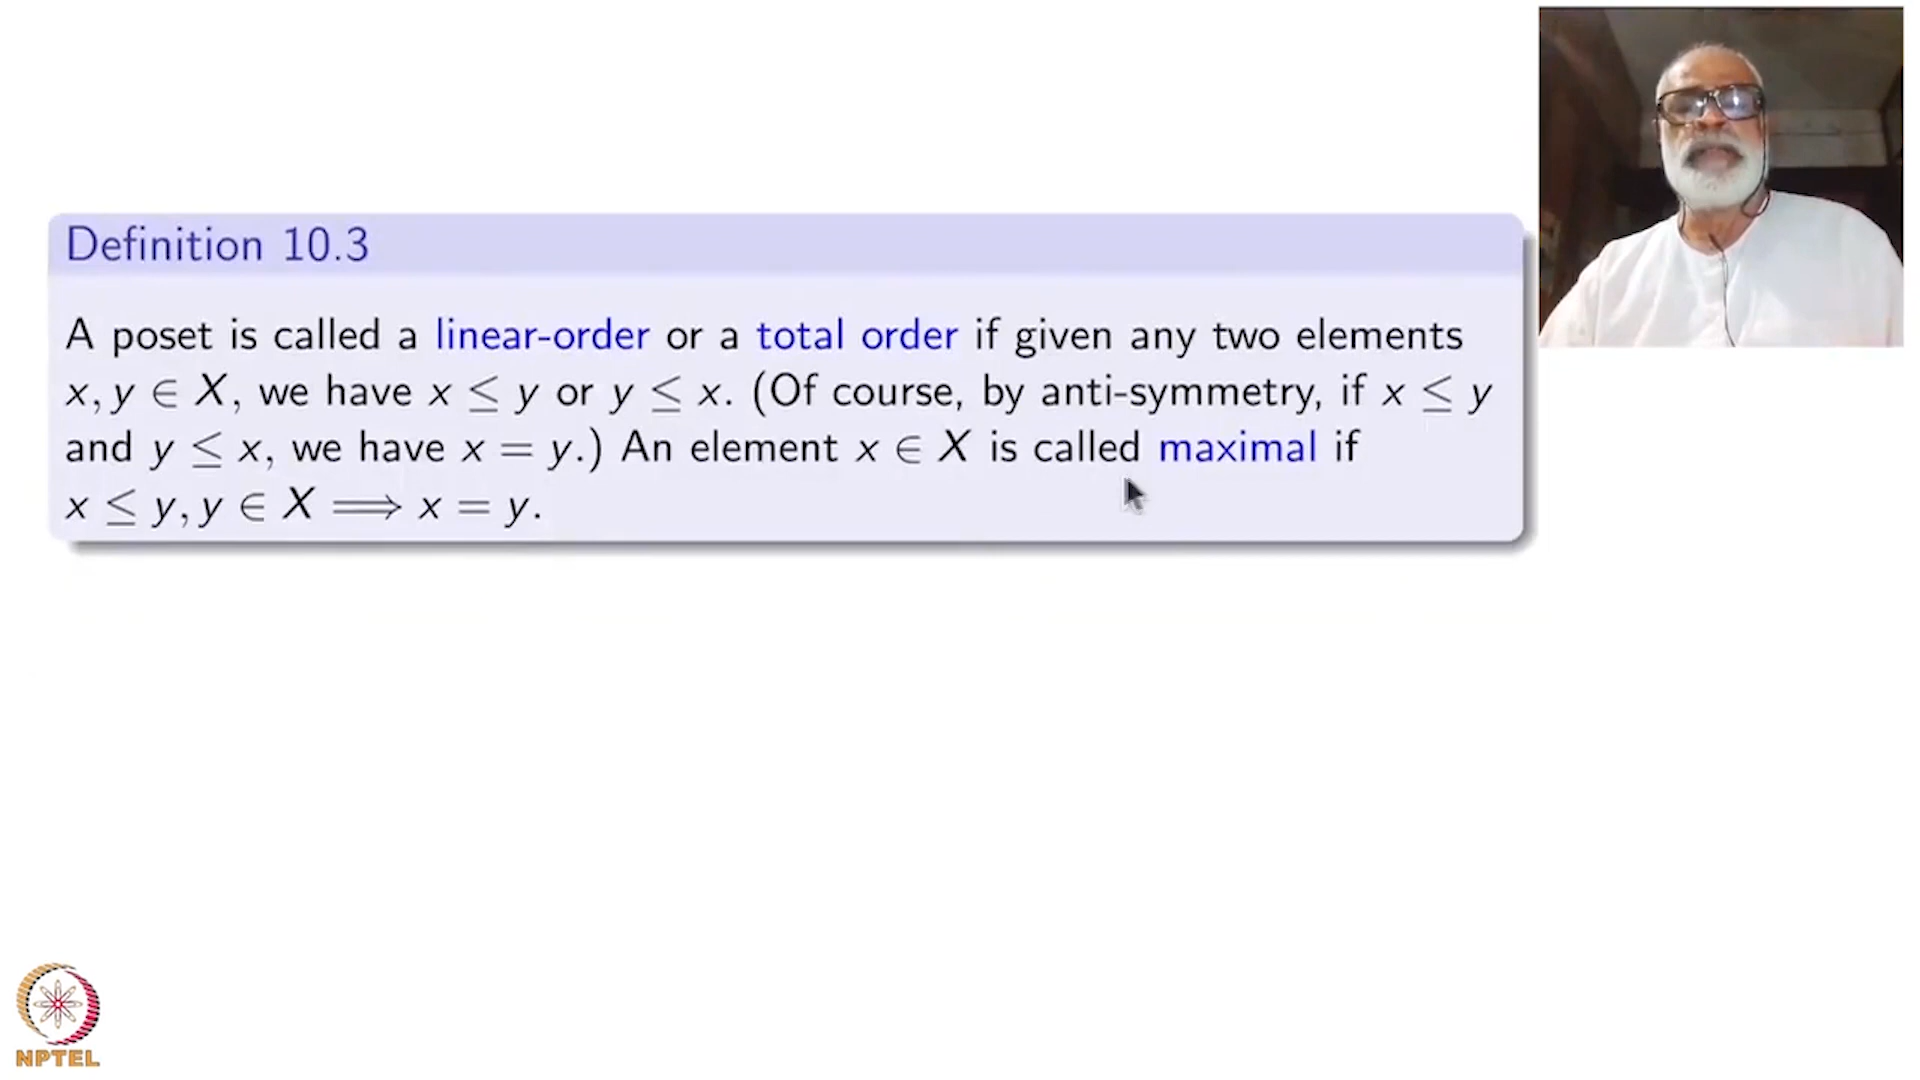 Definition 10.3
A poset is called a linear-order or a total order if given any two elements
x, y ∈ X, we have x ≤ y or y ≤ x. (Of course, by anti-symmetry, if x ≤ y
and y ≤ x, we have x = y.) An element x ∈ X is called maximal if
x ≤ y, y ∈ X ⟹ x = y.
NPTEL